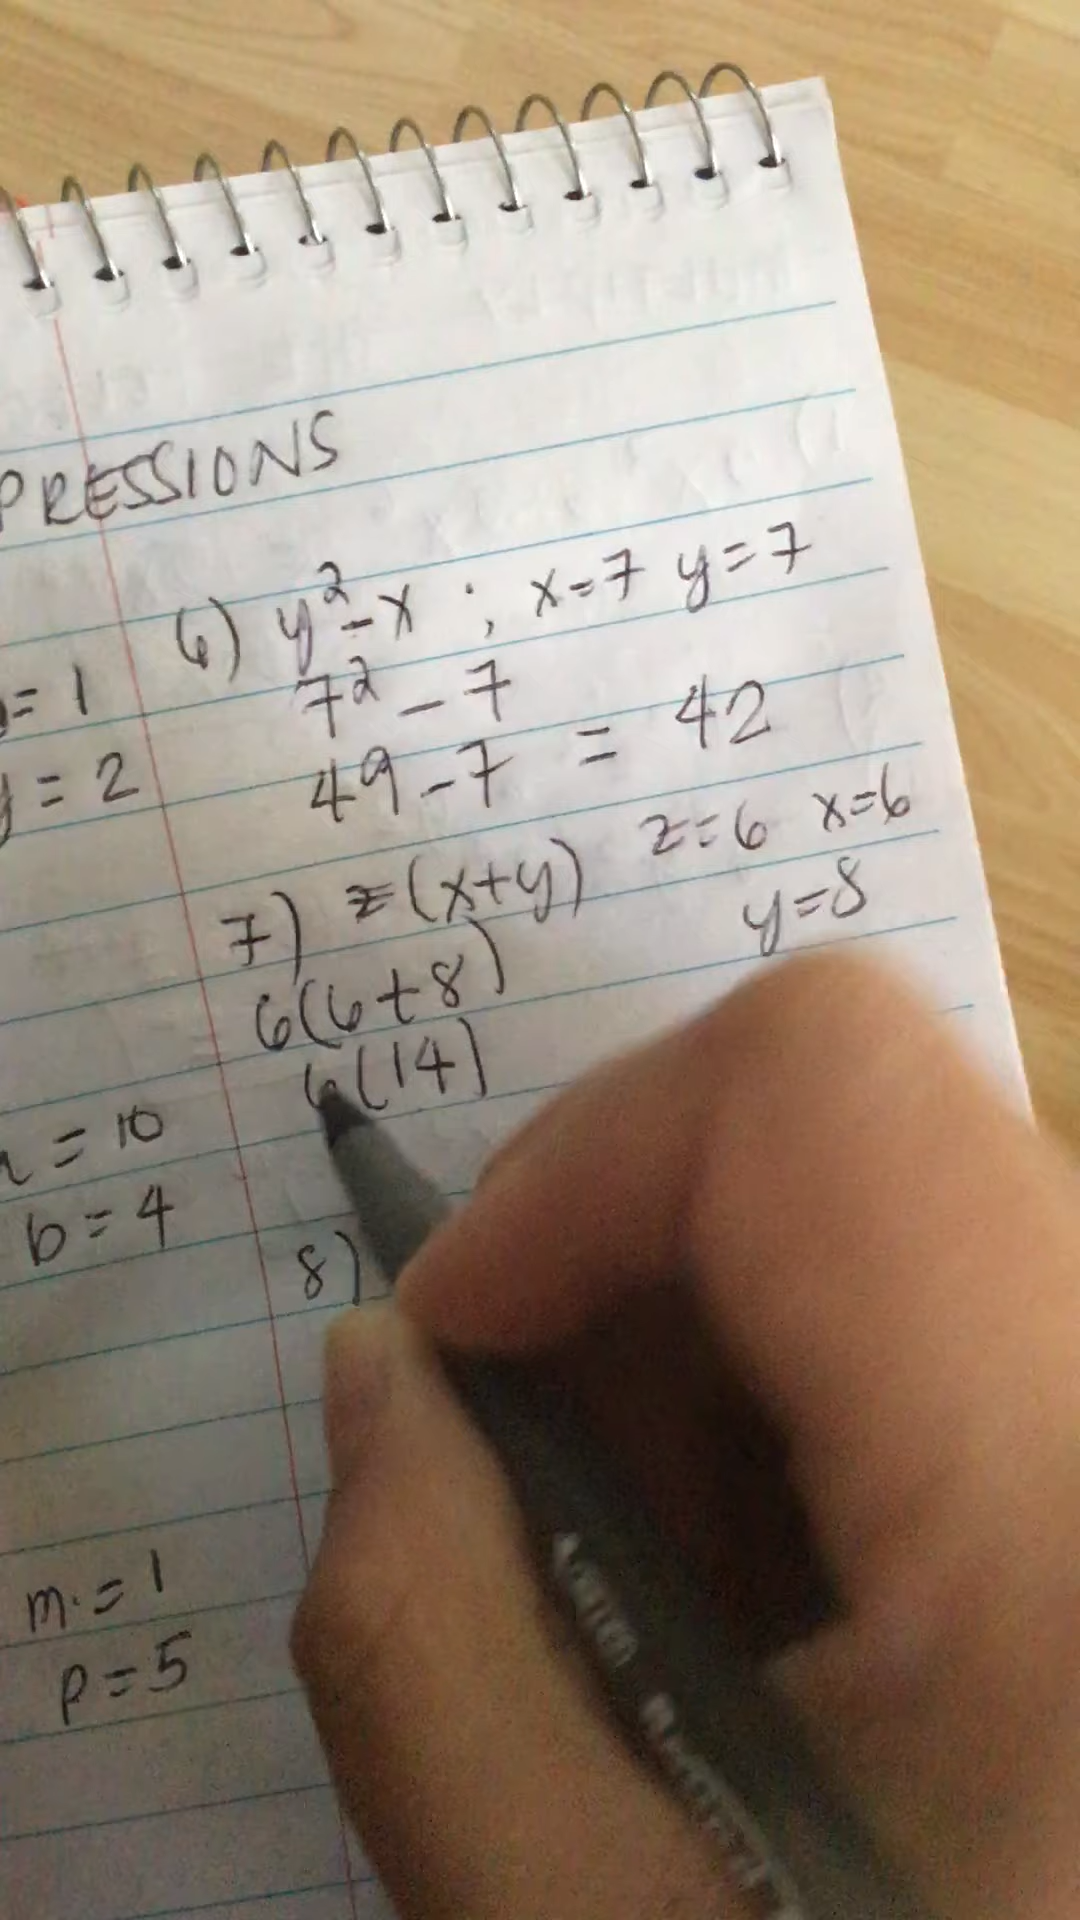 PRESSIONS
= 1
= 2
6) y² - x ; x=7 y=7
7² - 7
49 - 7 = 42
7) z(x+y) z=6 x=6
y=8
6(6+8)
6(14)
= 10
b = 4
8)
m = 1
p = 5